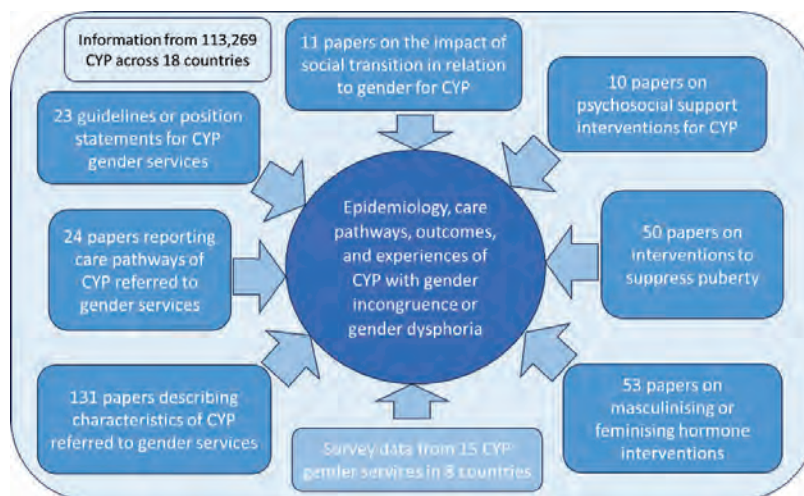 Information from 113,269
CYP across 18 countries
11 papers on the impact of
social transition in relation
to gender for CYP
10 papers on
psychosocial support
interventions for CYP
23 guidelines or position
statements for CYP
gender services
Epidemiology, care
pathways, outcomes,
and experiences of
CYP with gender
incongruence or
gender dysphoria
24 papers reporting
care pathways of
CYP referred to
gender services
50 papers on
interventions to
suppress puberty
131 papers describing
characteristics of CYP
referred to gender services
Survey data from 15 CYP
gender services in 8 countries
53 papers on
masculinising or
feminising hormone
interventions